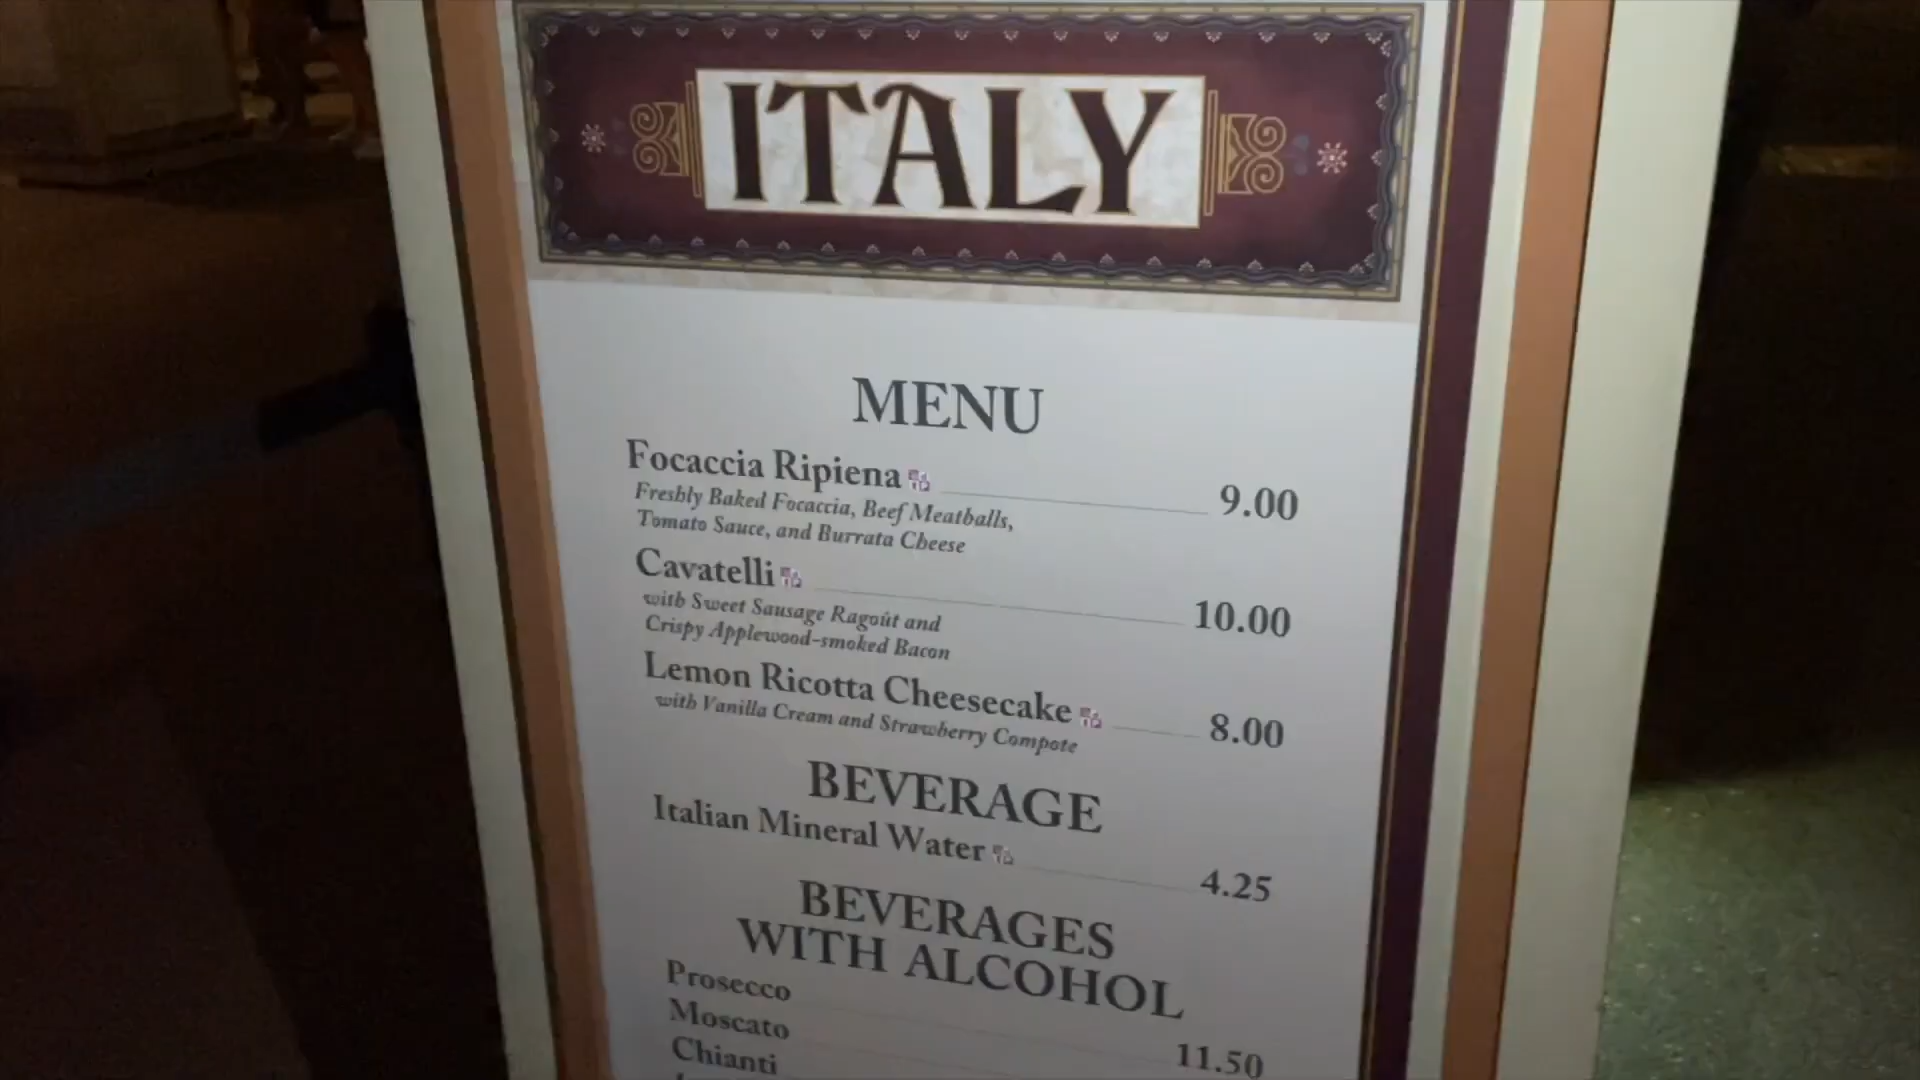 ITALY
MENU
Focaccia Ripiena 9.00
Freshly Baked Focaccia, Beef Meatballs,
Tomato Sauce, and Burrata Cheese
Cavatelli 10.00
with Sweet Sausage Ragoût and
Crispy Applewood-smoked Bacon
Lemon Ricotta Cheesecake 8.00
with Vanilla Cream and Strawberry Compote
BEVERAGE
Italian Mineral Water 4.25
BEVERAGES
WITH ALCOHOL
Prosecco 11.50
Moscato
Chianti